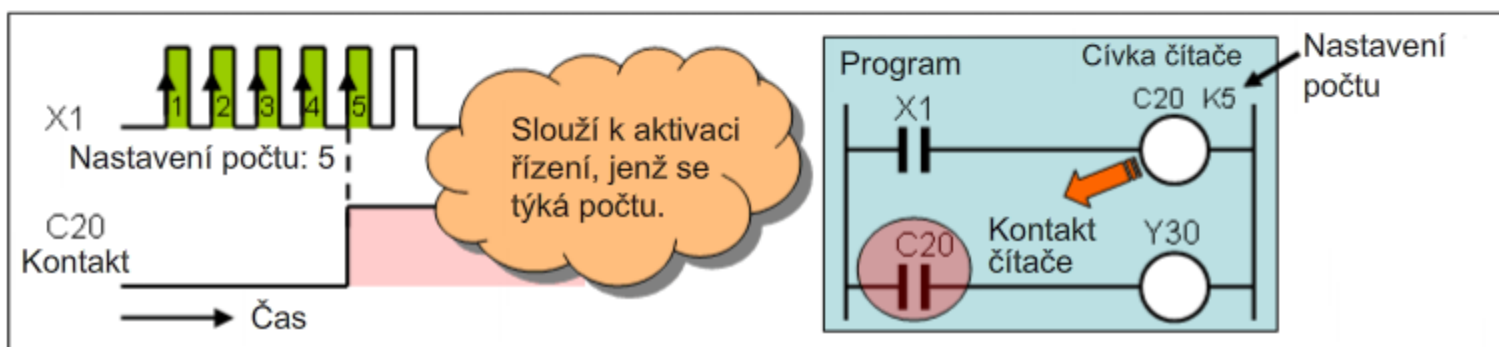 X1
1 2 3 4 5
Nastavení počtu: 5
C20
Kontakt
Čas
Slouží k aktivaci
řízení, jenž se
týká počtu.
Program
Cívka čítače
Nastavení
počtu
X1
C20 K5
C20
Kontakt
čítače
Y30